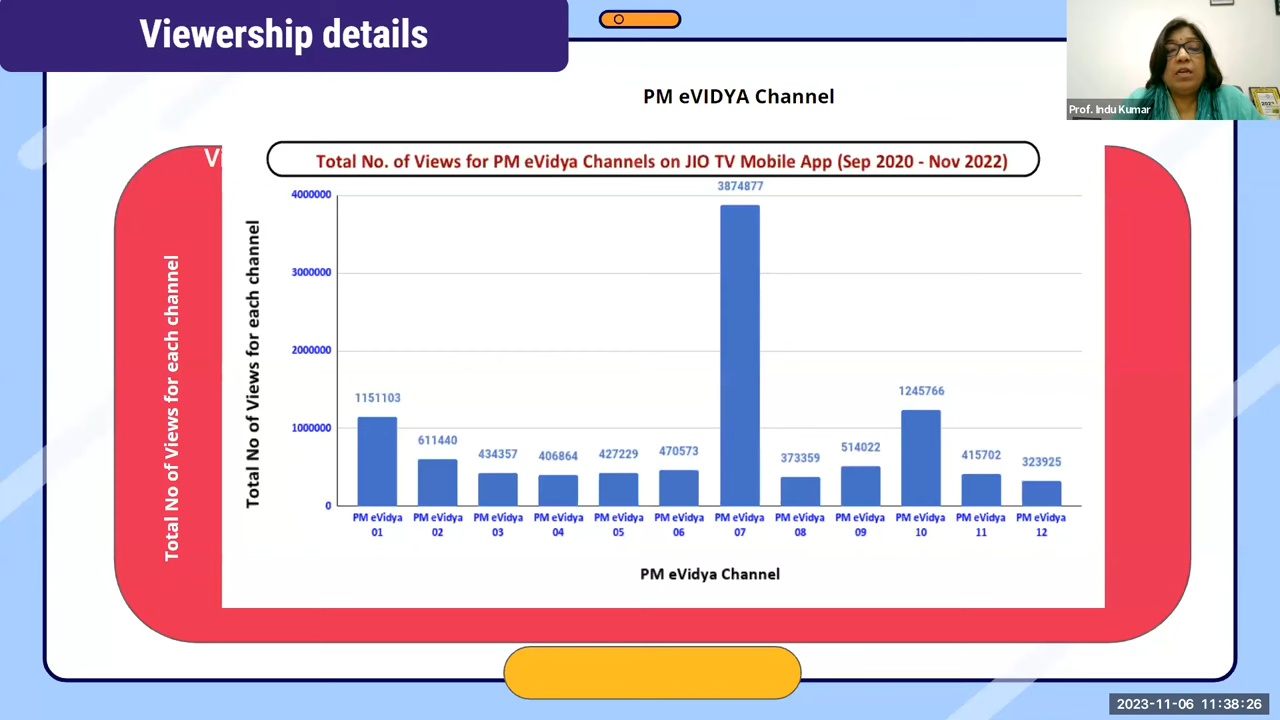 Viewership details
PM eVIDYA Channel
Prof. Indu Kumar
Total No. of Views for PM eVidya Channels on JIO TV Mobile App (Sep 2020 - Nov 2022)
Total No of Views for each channel
Total No of Views for each channel
4000000
3000000
2000000
1000000
0
1151103
611440
434357
406864
427229
470573
3874877
373359
514022
1245766
415702
323925
PM eVidya 01
PM eVidya 02
PM eVidya 03
PM eVidya 04
PM eVidya 05
PM eVidya 06
PM eVidya 07
PM eVidya 08
PM eVidya 09
PM eVidya 10
PM eVidya 11
PM eVidya 12
PM eVidya Channel
2023-11-06 11:38:26